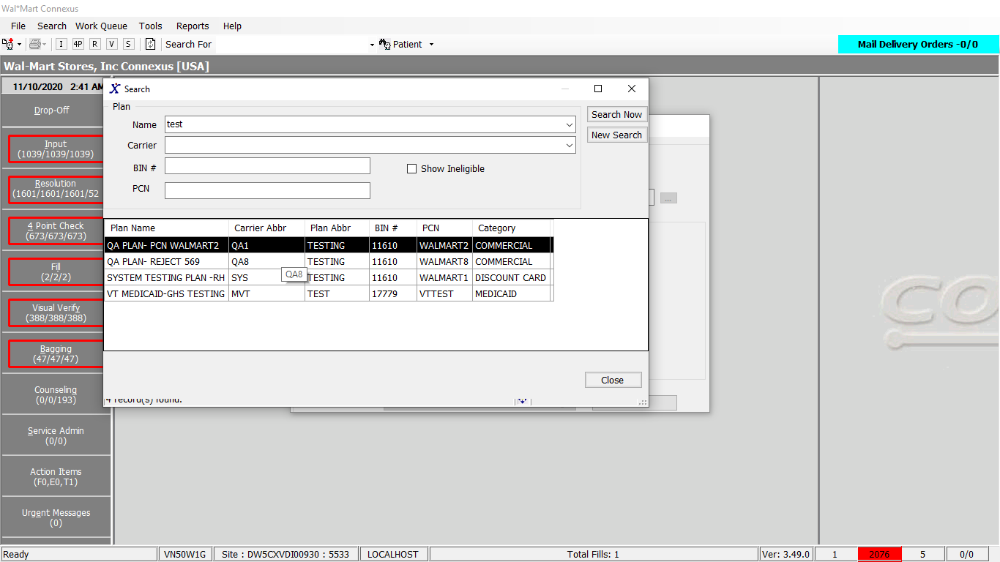 Wal*Mart Connexus
File Search Work Queue Tools Reports Help
I 4P R V S Search For Patient Mail Delivery Orders -0/0
Wal-Mart Stores, Inc Connexus [USA]
11/10/2020 2:41 AM
Drop-Off
Input
(1039/1039/1039)
Resolution
(1601/1601/1601/52
4 Point Check
(673/673/673)
Fill
(2/2/2)
Visual Verify
(388/388/388)
Bagging
(47/47/47)
Counseling
(0/0/193)
Service Admin
(0/0)
Action Items
(F0,E0,T1)
Urgent Messages
(0)
Search
Plan
Name test Search Now
Carrier New Search
BIN # Show Ineligible
PCN
...
Plan Name Carrier Abbr Plan Abbr BIN # PCN Category
QA PLAN- PCN WALMART2 QA1 TESTING 11610 WALMART2 COMMERCIAL
QA PLAN- REJECT 569 QA8 TESTING 11610 WALMART8 COMMERCIAL
QA8
SYSTEM TESTING PLAN -RH SYS TESTING 11610 WALMART1 DISCOUNT CARD
VT MEDICAID-GHS TESTING MVT TEST 17779 VTTEST MEDICAID
Close
4 record(s) found.
CO
Ready VN50W1G Site : DW5CXVDI00930 : 5533 LOCALHOST Total Fills: 1 Ver: 3.49.0 1 2076 5 0/0